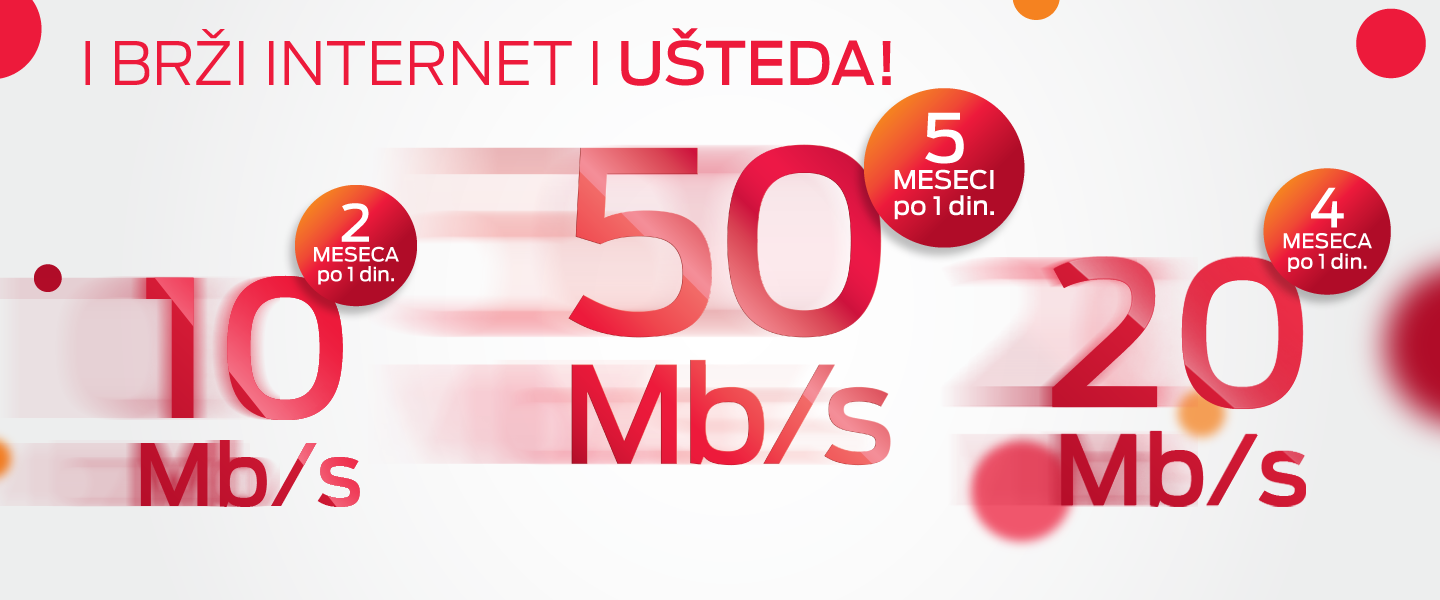 I BRŽI INTERNET I UŠTEDA!
2
MESECA
po 1 din.
10
Mb/s
5
MESECI
po 1 din.
50
Mb/s
4
MESECA
po 1 din.
20
Mb/s